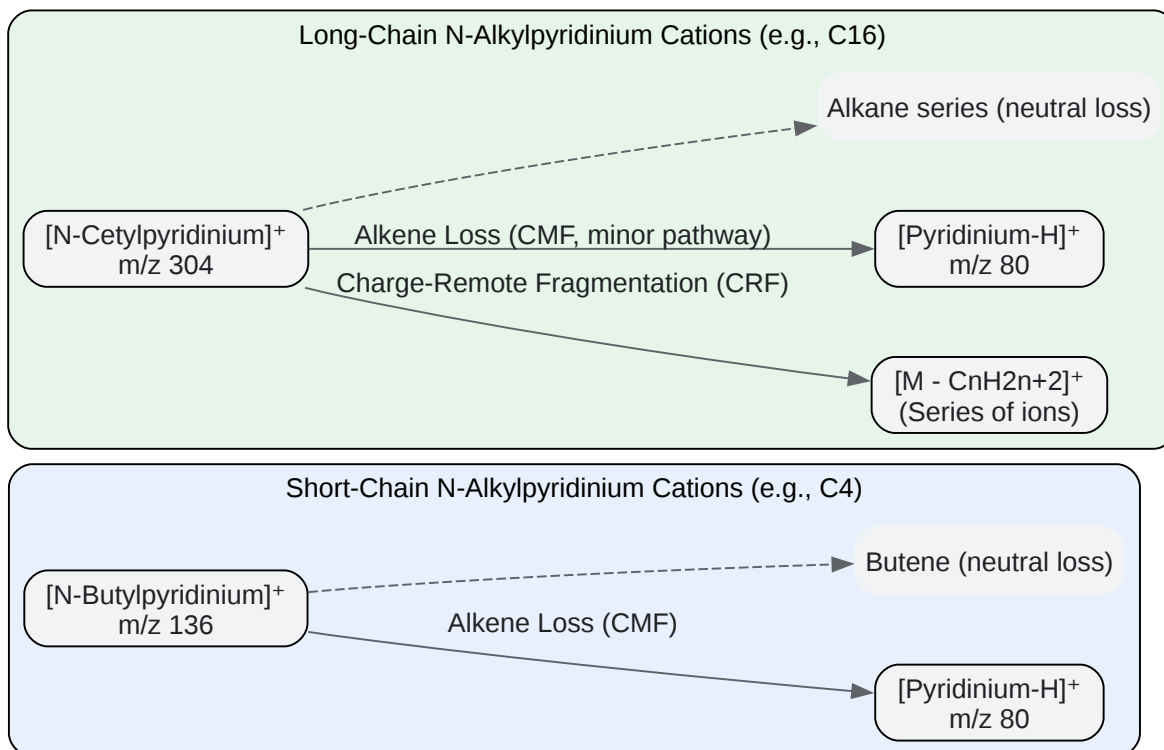 Long-Chain N-Alkylpyridinium Cations (e.g., C16)
Alkane series (neutral loss)
[N-Cetylpyridinium]⁺
m/z 304
Alkene Loss (CMF, minor pathway)
[Pyridinium-H]⁺
m/z 80
Charge-Remote Fragmentation (CRF)
[M - CnH2n+2]⁺
(Series of ions)
Short-Chain N-Alkylpyridinium Cations (e.g., C4)
Butene (neutral loss)
[N-Butylpyridinium]⁺
m/z 136
Alkene Loss (CMF)
[Pyridinium-H]⁺
m/z 80